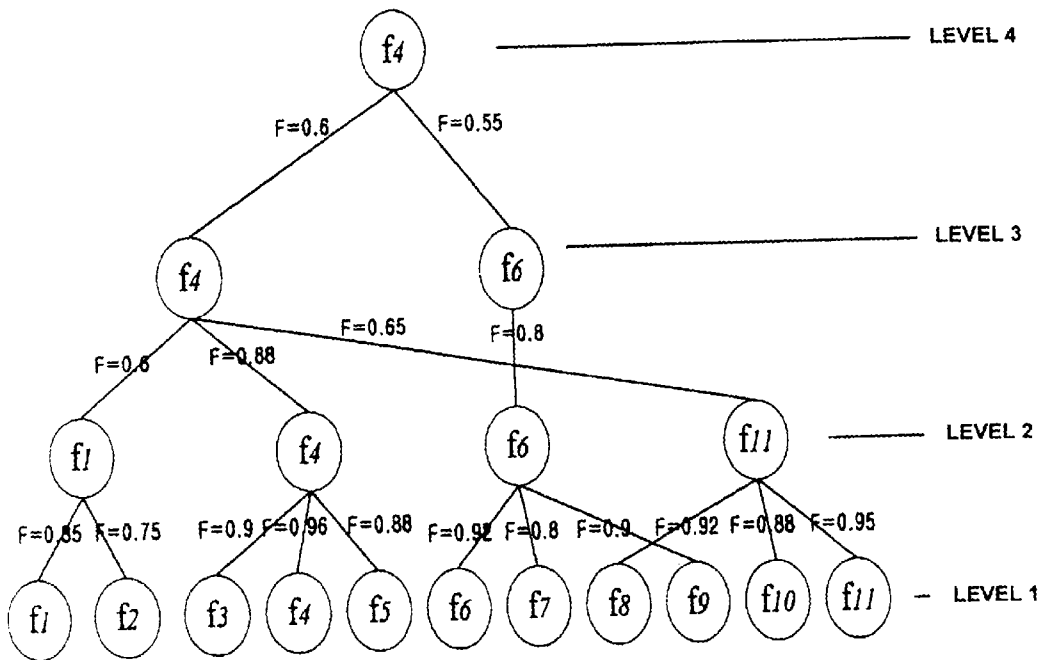 f4
LEVEL 4
F=0.6
F=0.55
f4
f6
LEVEL 3
F=0.65
F=0.8
F=0.6
F=0.88
f1
f4
f6
f11
LEVEL 2
F=0.85
F=0.75
F=0.9
F=0.96
F=0.88
F=0.92
F=0.8
F=0.9
F=0.92
F=0.88
F=0.95
f1
f2
f3
f4
f5
f6
f7
f8
f9
f10
f11
LEVEL 1